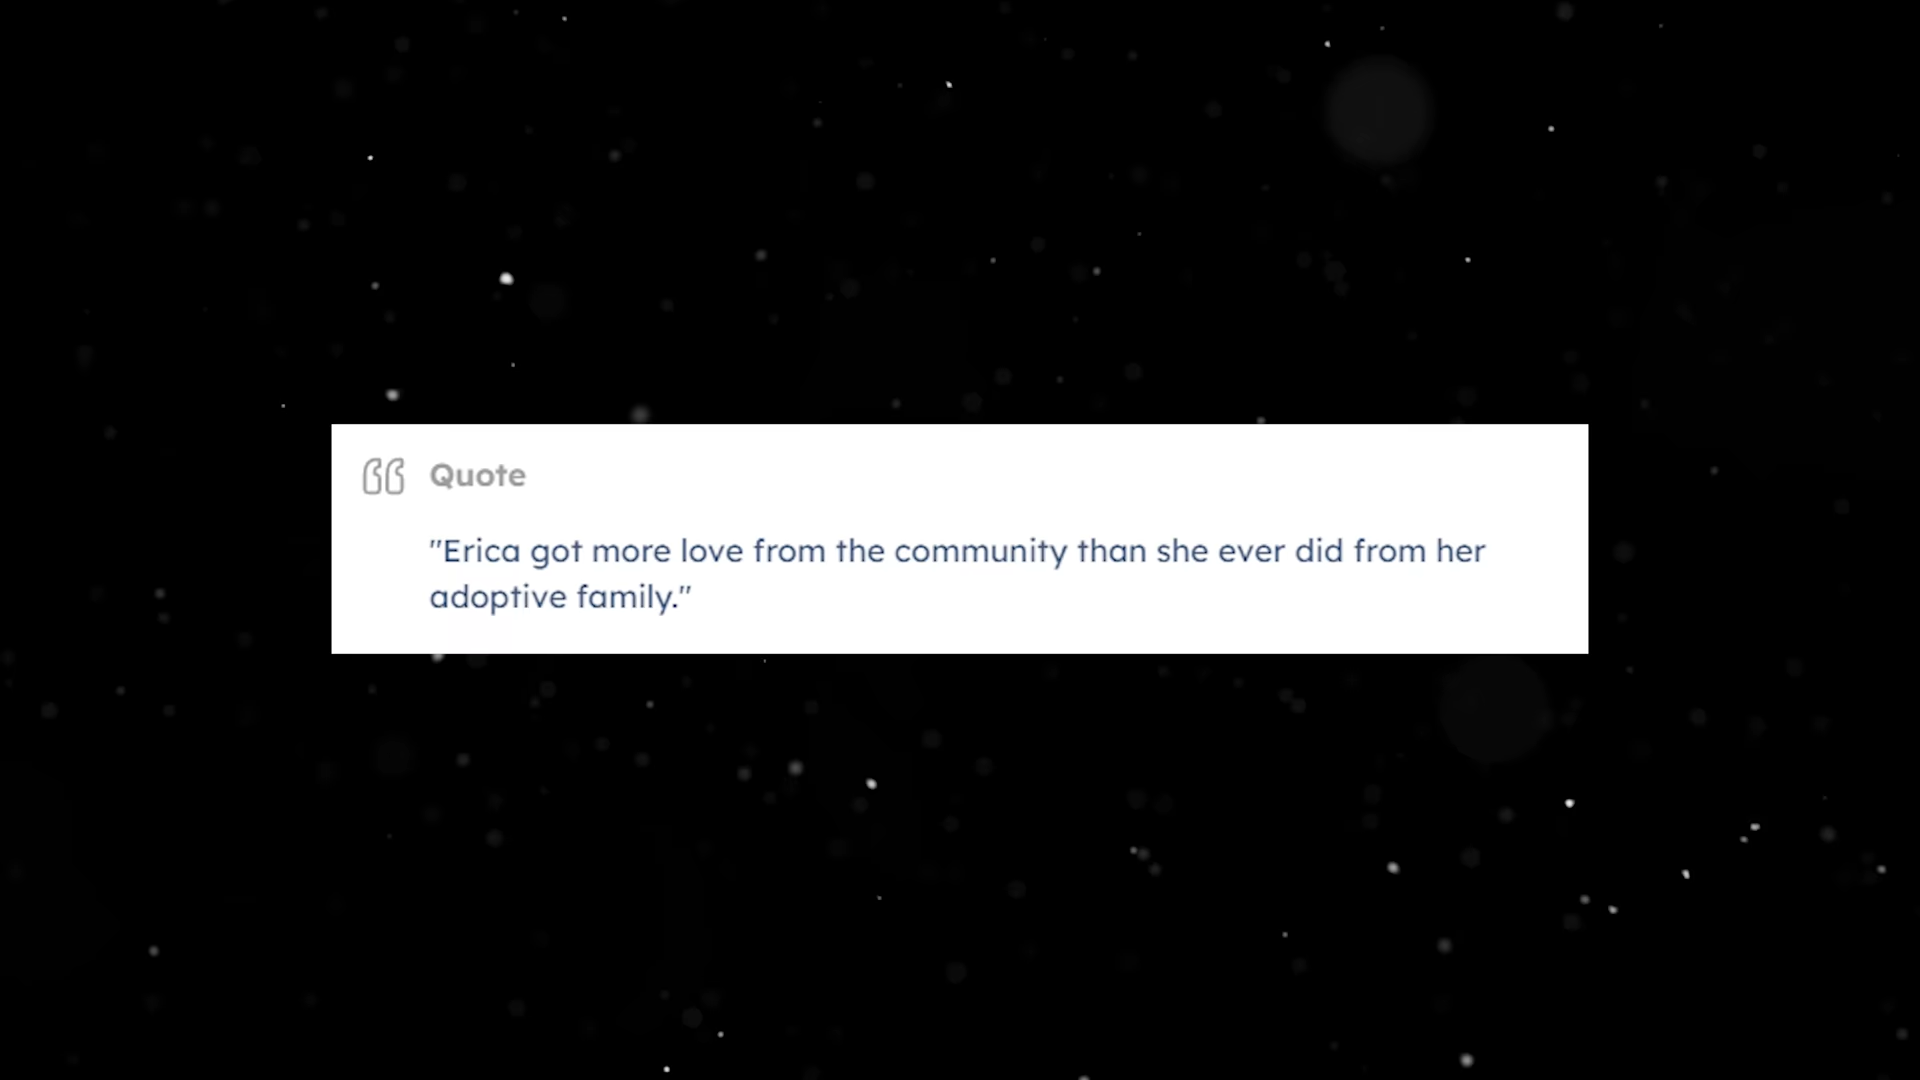 Quote
"Erica got more love from the community than she ever did from her
adoptive family."